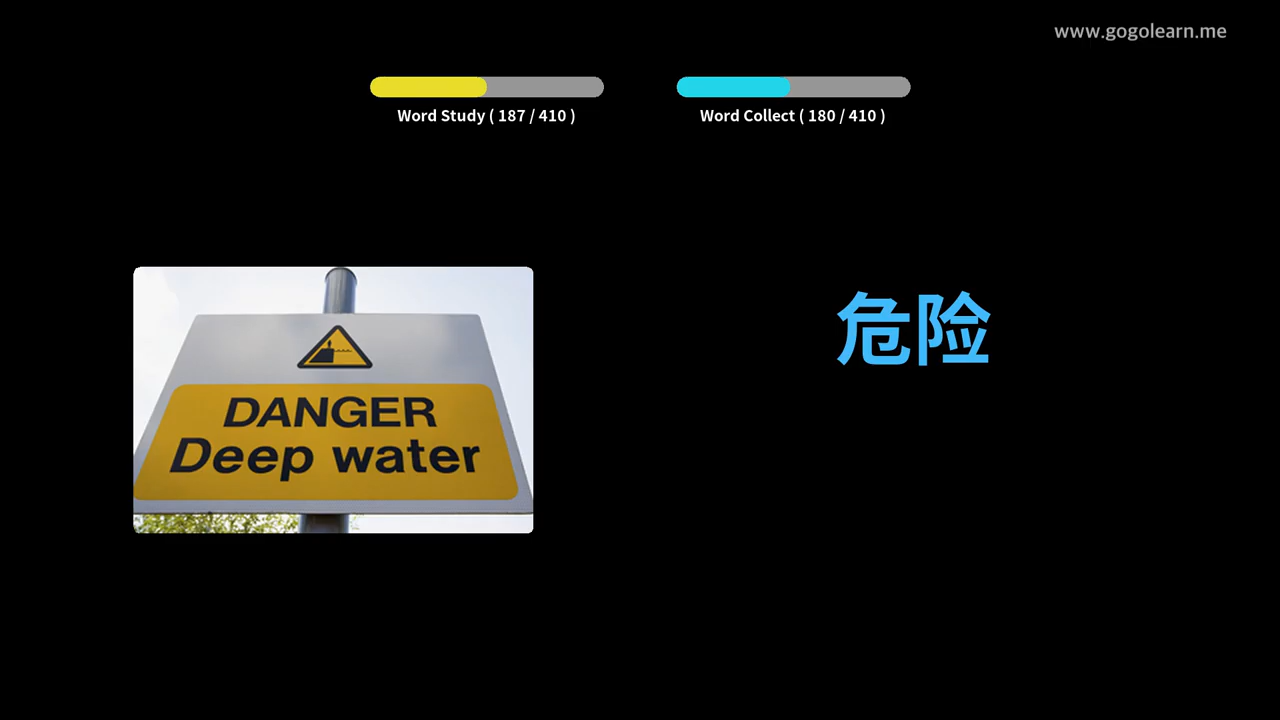 www.gogolearn.me
Word Study ( 187 / 410 )
Word Collect ( 180 / 410 )
DANGER
Deep water
危险